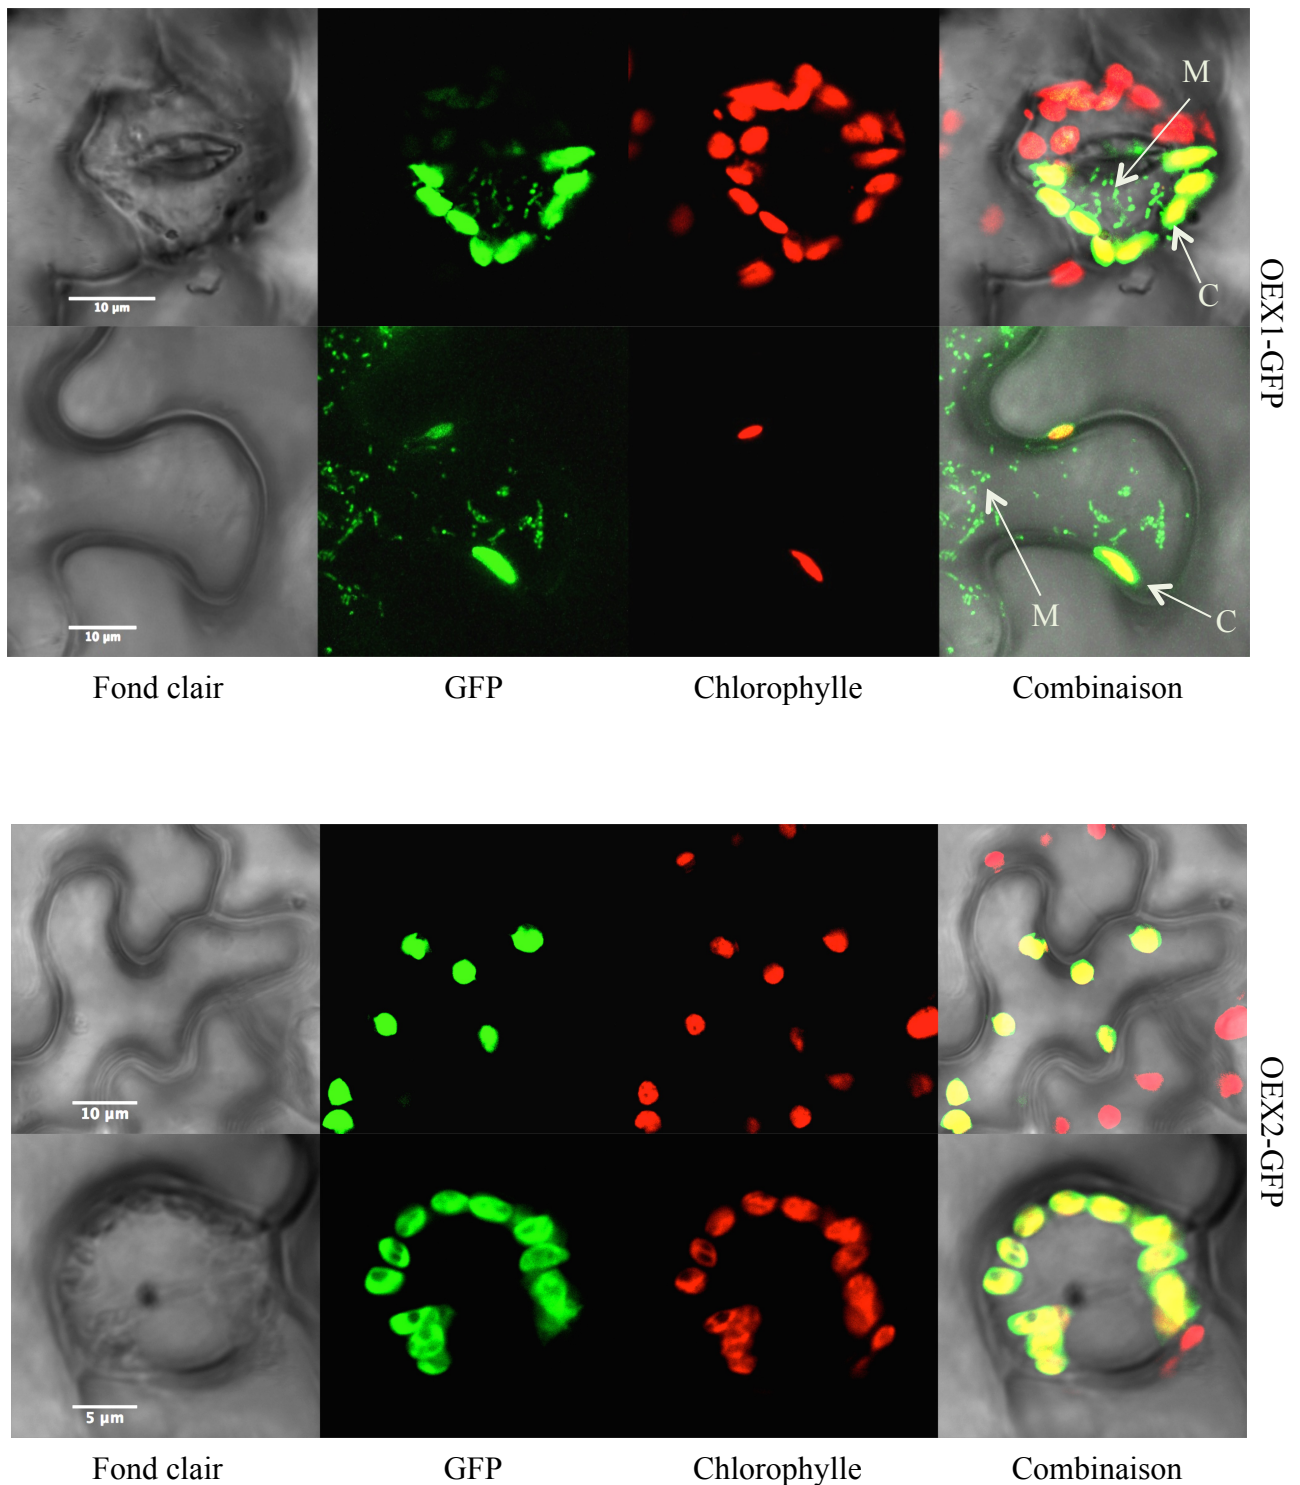 M
C
10 µm
M
C
10 µm
OEX1-GFP
Fond clair GFP Chlorophylle Combinaison
10 µm
5 µm
OEX2-GFP
Fond clair GFP Chlorophylle Combinaison